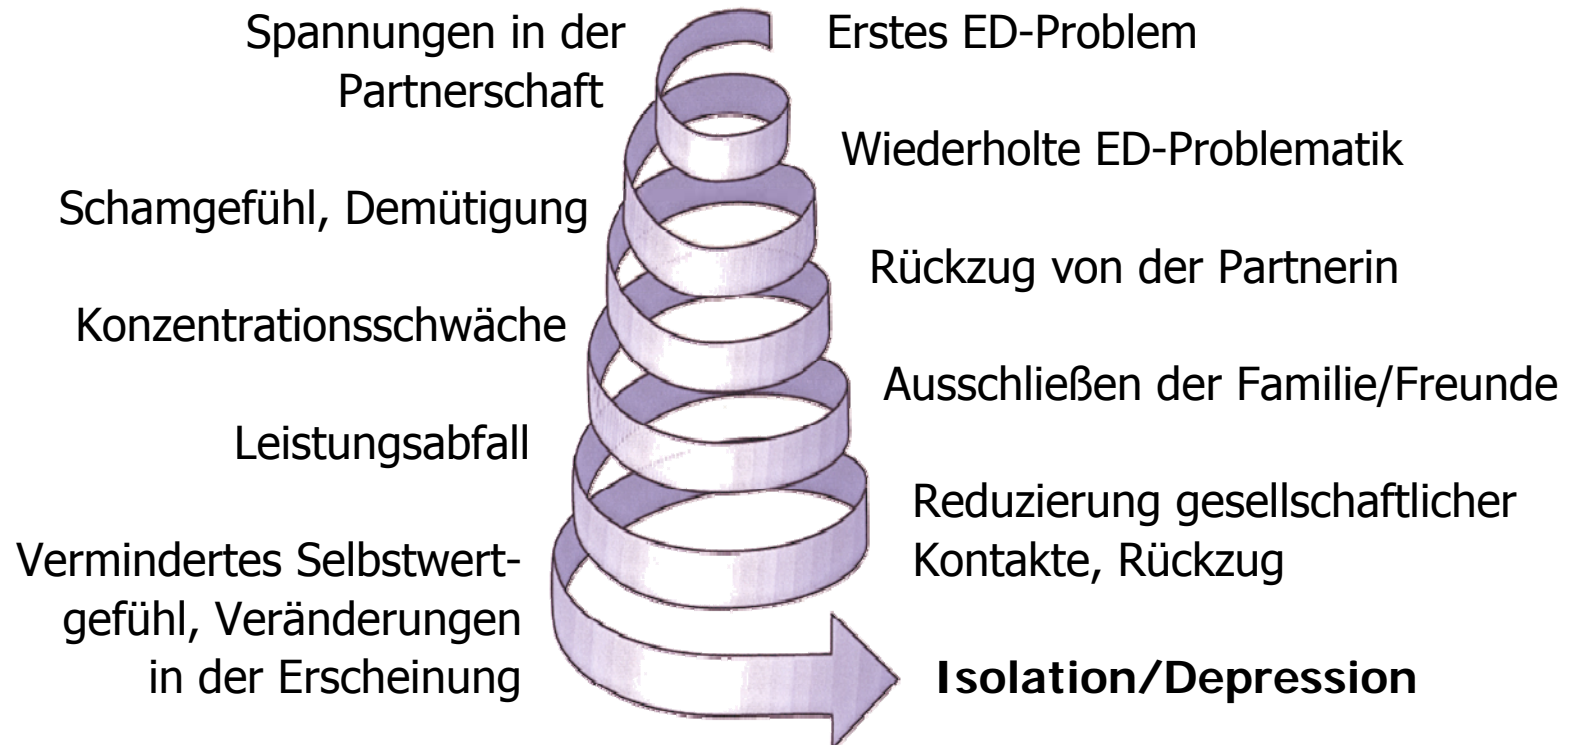 Spannungen in der
Partnerschaft
Erstes ED-Problem
Wiederholte ED-Problematik
Schamgefühl, Demütigung
Rückzug von der Partnerin
Konzentrationsschwäche
Ausschließen der Familie/Freunde
Leistungsabfall
Reduzierung gesellschaftlicher
Kontakte, Rückzug
Vermindertes Selbstwert-
gefühl, Veränderungen
in der Erscheinung
Isolation/Depression